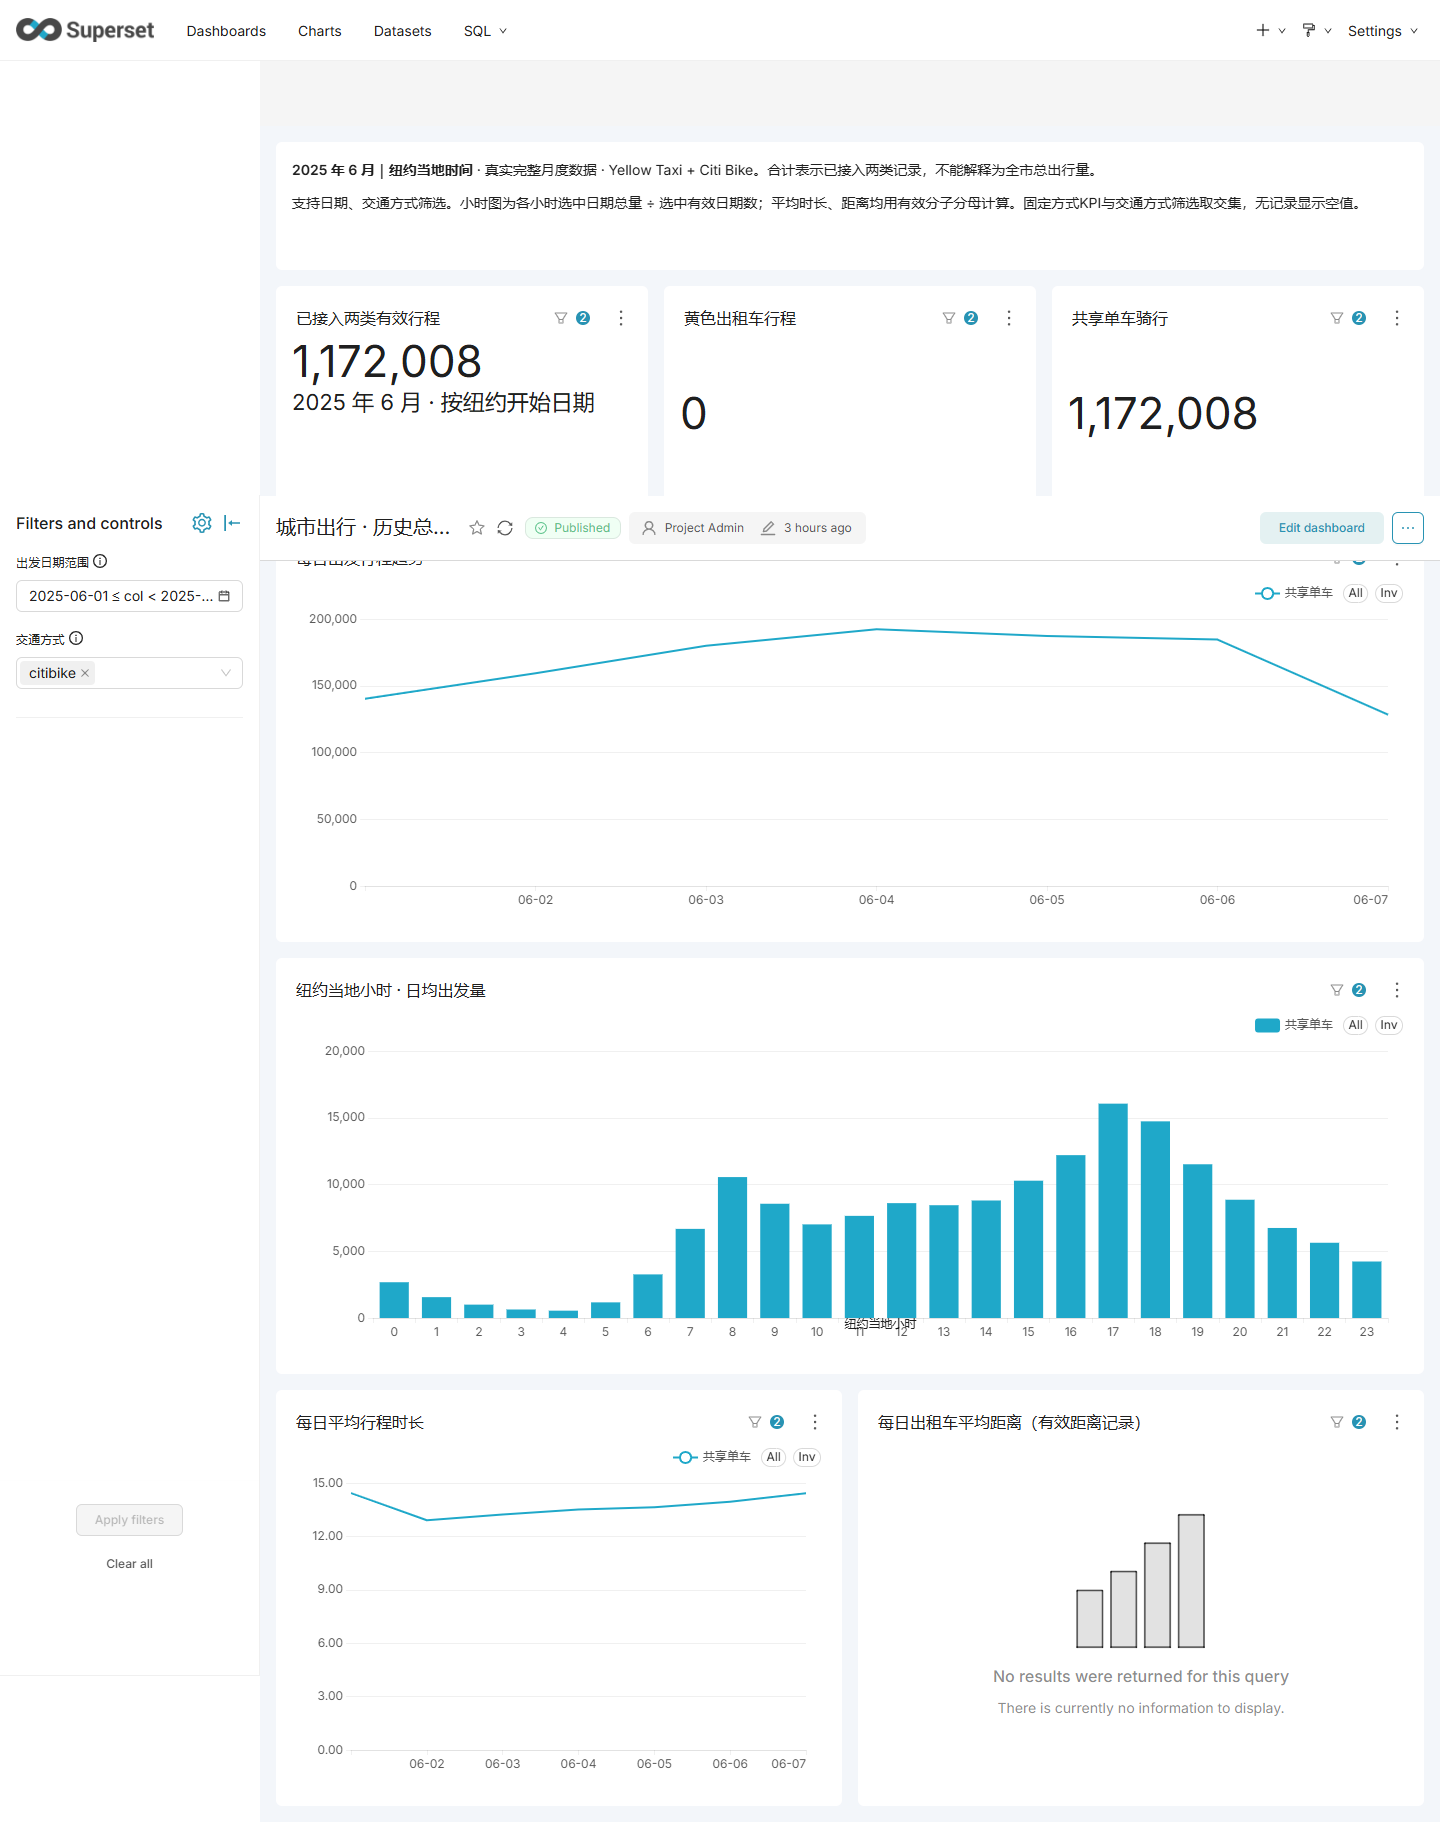 Superset
Dashboards
Charts
Datasets
SQL
Settings
2025 年 6 月 | 纽约当地时间 · 真实完整月度数据 · Yellow Taxi + Citi Bike。合计表示已接入两类记录，不能解释为全市总出行量。
支持日期、交通方式筛选。小时图为各小时选中日期总量 ÷ 选中有效日期数；平均时长、距离均用有效分子分母计算。固定方式KPI与交通方式筛选取交集，无记录显示空值。
已接入两类有效行程
2
1,172,008
2025 年 6 月 · 按纽约开始日期
黄色出租车行程
2
0
共享单车骑行
2
1,172,008
Filters and controls
出发日期范围
2025-06-01 ≤ col < 2025-...
交通方式
citibike
Apply filters
Clear all
城市出行 · 历史总...
Published
Project Admin
3 hours ago
Edit dashboard
...
共享单车
All
Inv
200,000
150,000
100,000
50,000
0
06-02
06-03
06-04
06-05
06-06
06-07
纽约当地小时 · 日均出发量
2
共享单车
All
Inv
20,000
15,000
10,000
5,000
0
0 1 2 3 4 5 6 7 8 9 10 11 12 13 14 15 16 17 18 19 20 21 22 23
纽约当地小时
每日平均行程时长
2
共享单车
All
Inv
15.00
12.00
9.00
6.00
3.00
0.00
06-02
06-03
06-04
06-05
06-06
06-07
每日出租车平均距离（有效距离记录）
2
No results were returned for this query
There is currently no information to display.